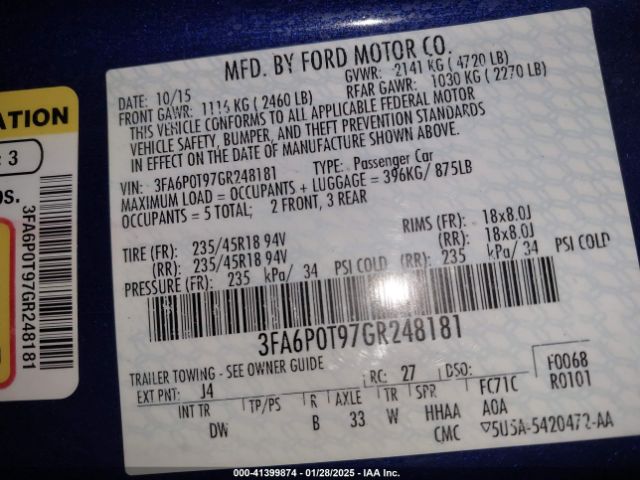 MFD. BY FORD MOTOR CO.
DATE: 10/15 GVWR: 2141 KG ( 4720 LB)
FRONT GAWR: 1116 KG ( 2460 LB) RFAR GAWR: 1030 KG ( 2270 LB)
THIS VEHICLE CONFORMS TO ALL APPLICABLE FEDERAL MOTOR
VEHICLE SAFETY, BUMPER, AND THEFT PREVENTION STANDARDS
IN EFFECT ON THE DATE OF MANUFACTURE SHOWN ABOVE.
VIN: 3FA6P0T97GR248181 TYPE: Passenger Car
MAXIMUM LOAD = OCCUPANTS + LUGGAGE = 396KG/ 875LB
OCCUPANTS = 5 TOTAL; 2 FRONT, 3 REAR
TIRE (FR): 235/45R18 94V RIMS (FR): 18x8.0J
(RR): 235/45R18 94V (RR): 18x8.0J
PRESSURE (FR): 235 kPa/ 34 PSI COLD (RR): 235 kPa/ 34 PSI COLD
3FA6P0T97GR248181
TRAILER TOWING - SEE OWNER GUIDE
EXT PNT: J4 RC: 27 DSO: F0068
INT TR TP/PS R AXLE TR SPR FC71C R0101
DW B 33 W HHAA A0A
CMC ▽5U5A-5420472-AA
ATION
3
os.
3FA6P0T97GR248181
000-41399874 | 01/28/2025 - IAA Inc.